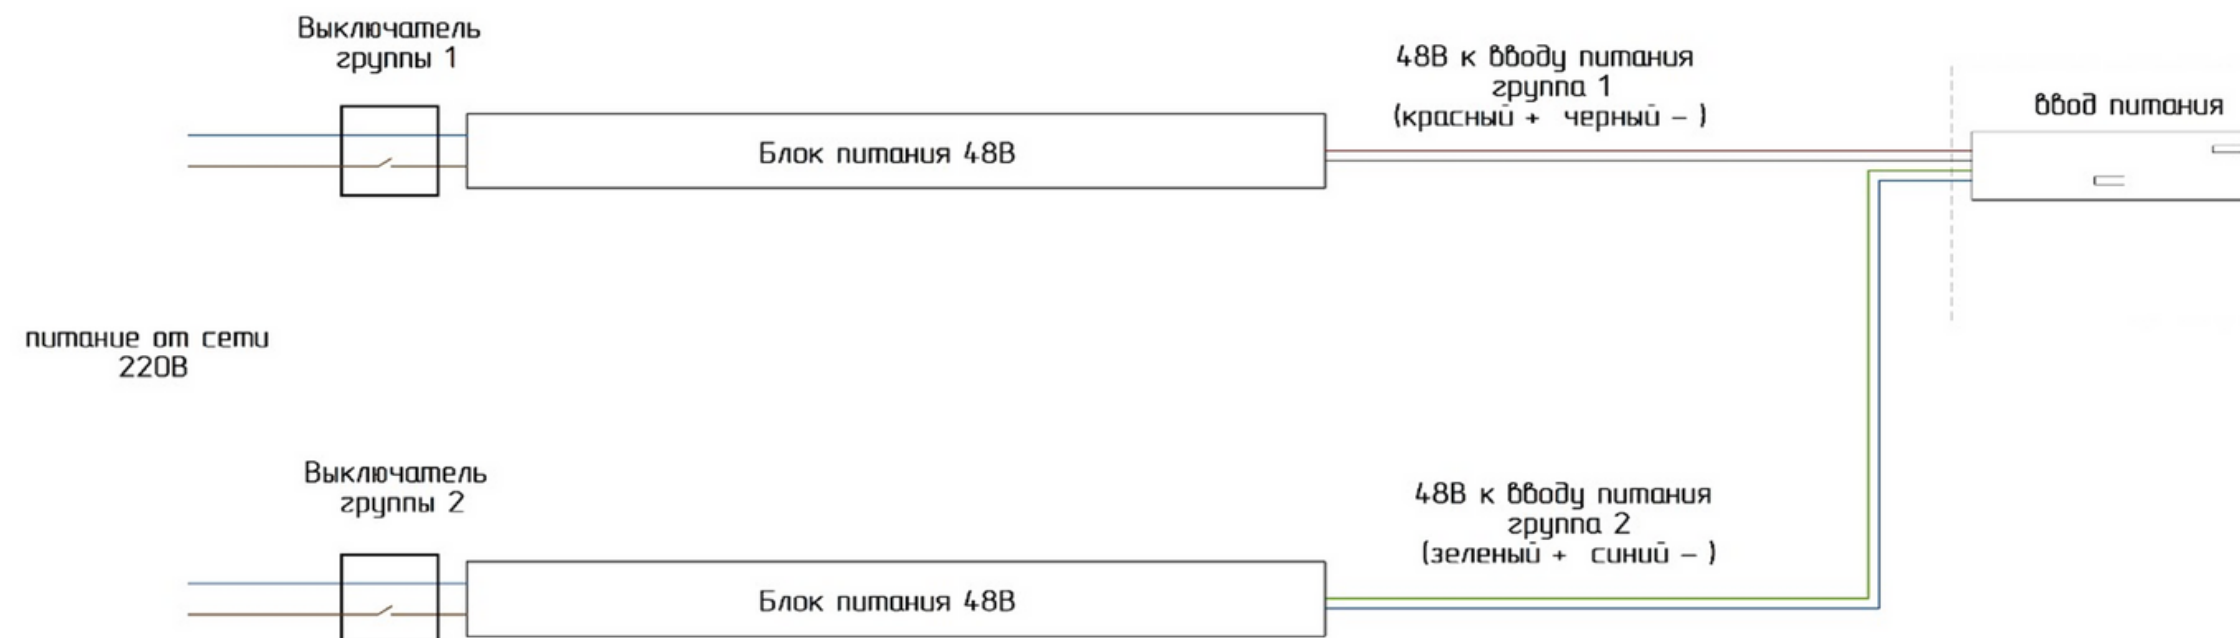 Выключатель
группы 1
48В к вводу питания
группа 1
(красный + черный – )
ввод питания
Блок питания 48В
питание от сети
220В
Выключатель
группы 2
48В к вводу питания
группа 2
(зеленый + синий – )
Блок питания 48В